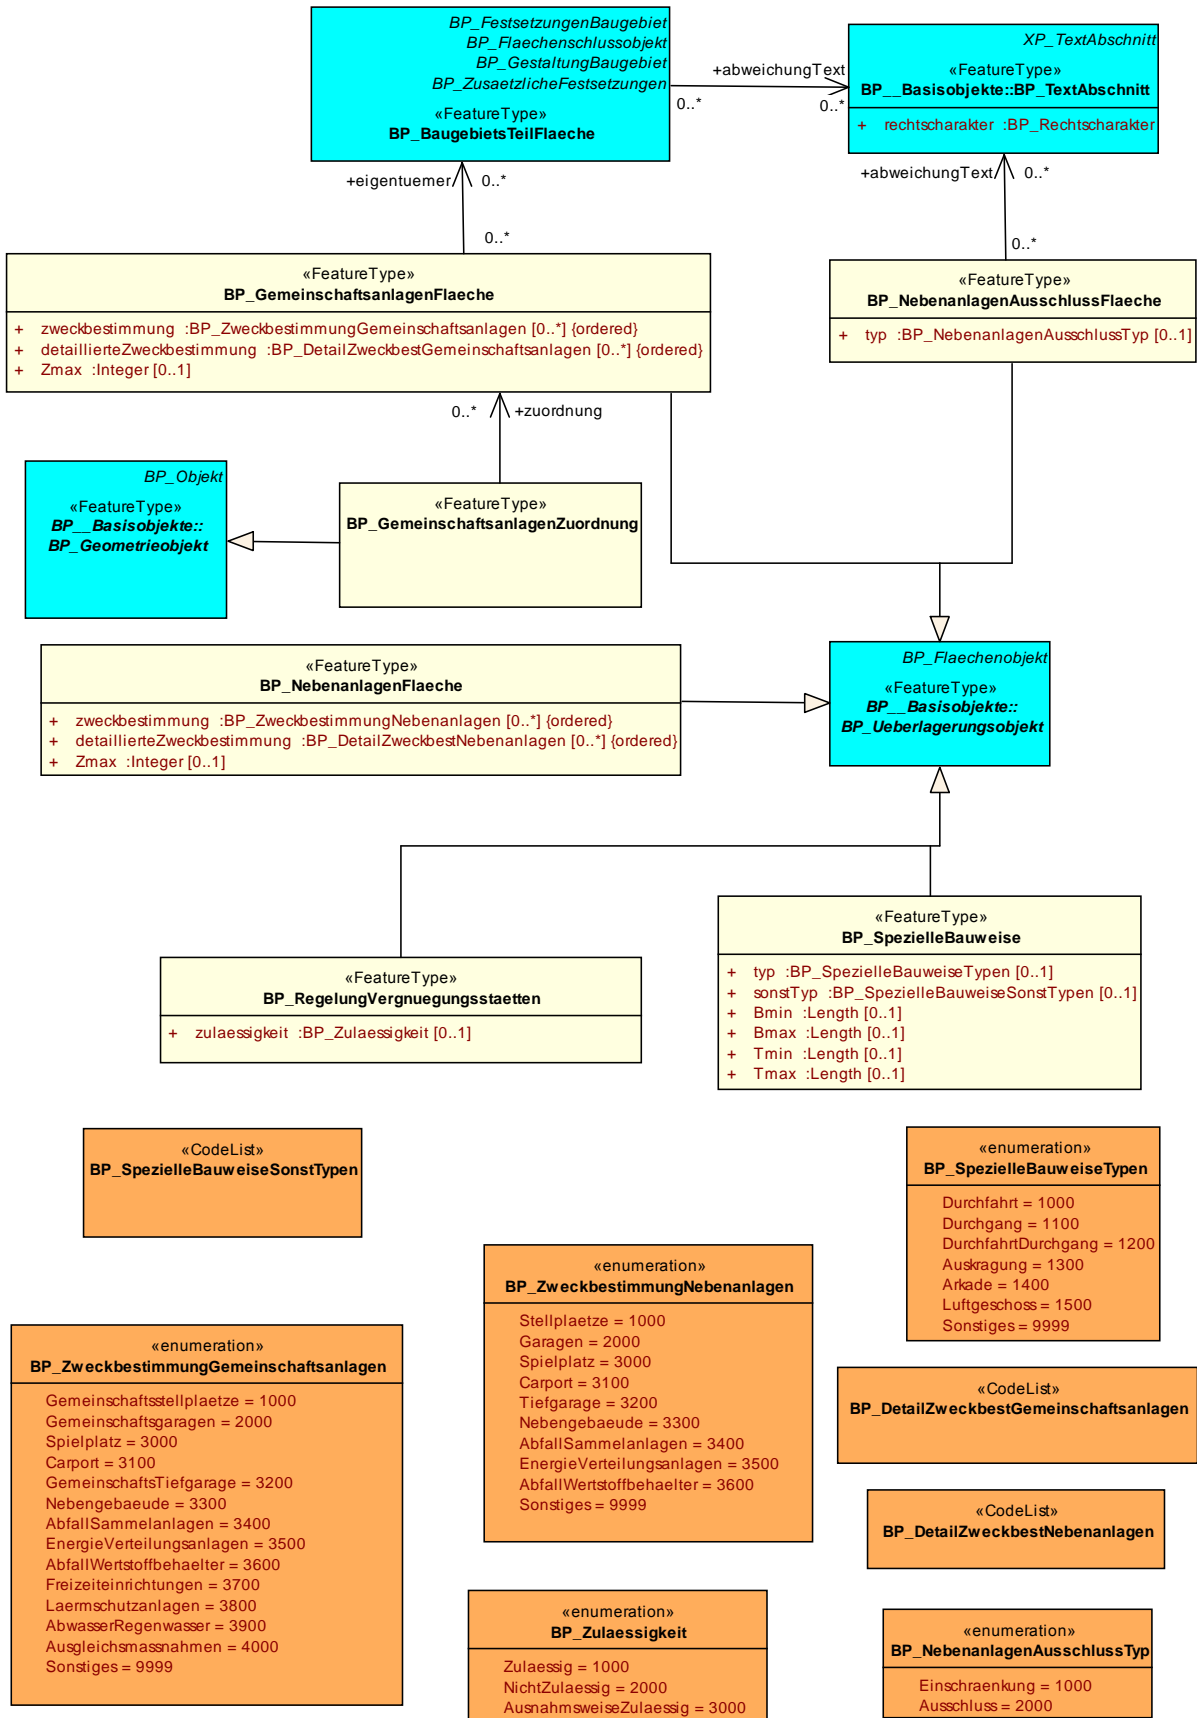 BP_FestsetzungenBaugebiet
BP_Flaechenschlussobjekt
BP_GestaltungBaugebiet
BP_ZusaetzlicheFestsetzungen
«FeatureType»
BP_BaugebietsTeilFlaeche
+abweichungText
0..*
0..*
XP_TextAbschnitt
«FeatureType»
BP__Basisobjekte::BP_TextAbschnitt
+ rechtscharakter :BP_Rechtscharakter
+eigentuemer
0..*
0..*
+abweichungText
0..*
0..*
«FeatureType»
BP_GemeinschaftsanlagenFlaeche
+ zweckbestimmung :BP_ZweckbestimmungGemeinschaftsanlagen [0..*] {ordered}
+ detaillierteZweckbestimmung :BP_DetailZweckbestGemeinschaftsanlagen [0..*] {ordered}
+ Zmax :Integer [0..1]
«FeatureType»
BP_NebenanlagenAusschlussFlaeche
+ typ :BP_NebenanlagenAusschlussTyp [0..1]
0..*
+zuordnung
BP_Objekt
«FeatureType»
BP__Basisobjekte::
BP_Geometrieobjekt
«FeatureType»
BP_GemeinschaftsanlagenZuordnung
«FeatureType»
BP_NebenanlagenFlaeche
+ zweckbestimmung :BP_ZweckbestimmungNebenanlagen [0..*] {ordered}
+ detaillierteZweckbestimmung :BP_DetailZweckbestNebenanlagen [0..*] {ordered}
+ Zmax :Integer [0..1]
BP_Flaechenobjekt
«FeatureType»
BP__Basisobjekte::
BP_Ueberlagerungsobjekt
«FeatureType»
BP_RegelungVergnuegungsstaetten
+ zulaessigkeit :BP_Zulaessigkeit [0..1]
«FeatureType»
BP_SpezielleBauweise
+ typ :BP_SpezielleBauweiseTypen [0..1]
+ sonstTyp :BP_SpezielleBauweiseSonstTypen [0..1]
+ Bmin :Length [0..1]
+ Bmax :Length [0..1]
+ Tmin :Length [0..1]
+ Tmax :Length [0..1]
«CodeList»
BP_SpezielleBauweiseSonstTypen
«enumeration»
BP_SpezielleBauweiseTypen
Durchfahrt = 1000
Durchgang = 1100
DurchfahrtDurchgang = 1200
Auskragung = 1300
Arkade = 1400
Luftgeschoss = 1500
Sonstiges = 9999
«enumeration»
BP_ZweckbestimmungNebenanlagen
Stellplaetze = 1000
Garagen = 2000
Spielplatz = 3000
Carport = 3100
Tiefgarage = 3200
Nebengebaeude = 3300
AbfallSammelanlagen = 3400
EnergieVerteilungsanlagen = 3500
AbfallWertstoffbehaelter = 3600
Sonstiges = 9999
«enumeration»
BP_ZweckbestimmungGemeinschaftsanlagen
Gemeinschaftsstellplaetze = 1000
Gemeinschaftsgaragen = 2000
Spielplatz = 3000
Carport = 3100
GemeinschaftsTiefgarage = 3200
Nebengebaeude = 3300
AbfallSammelanlagen = 3400
EnergieVerteilungsanlagen = 3500
AbfallWertstoffbehaelter = 3600
Freizeiteinrichtungen = 3700
Laermschutzanlagen = 3800
AbwasserRegenwasser = 3900
Ausgleichsmassnahmen = 4000
Sonstiges = 9999
«CodeList»
BP_DetailZweckbestGemeinschaftsanlagen
«CodeList»
BP_DetailZweckbestNebenanlagen
«enumeration»
BP_Zulaessigkeit
Zulaessig = 1000
NichtZulaessig = 2000
AusnahmsweiseZulaessig = 3000
«enumeration»
BP_NebenanlagenAusschlussTyp
Einschraenkung = 1000
Ausschluss = 2000